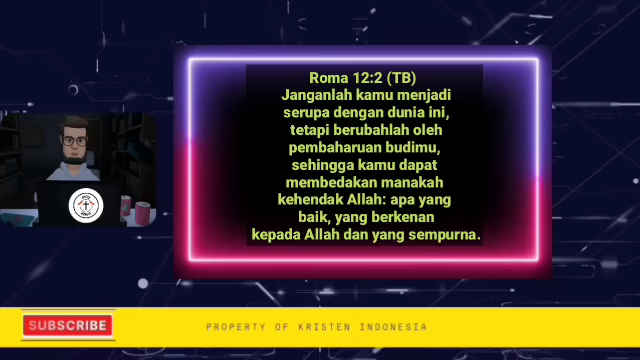 Roma 12:2 (TB)
Janganlah kamu menjadi
serupa dengan dunia ini,
tetapi berubahlah oleh
pembaharuan budimu,
sehingga kamu dapat
membedakan manakah
kehendak Allah: apa yang
baik, yang berkenan
kepada Allah dan yang sempurna.
SUBSCRIBE
PROPERTY OF KRISTEN INDONESIA